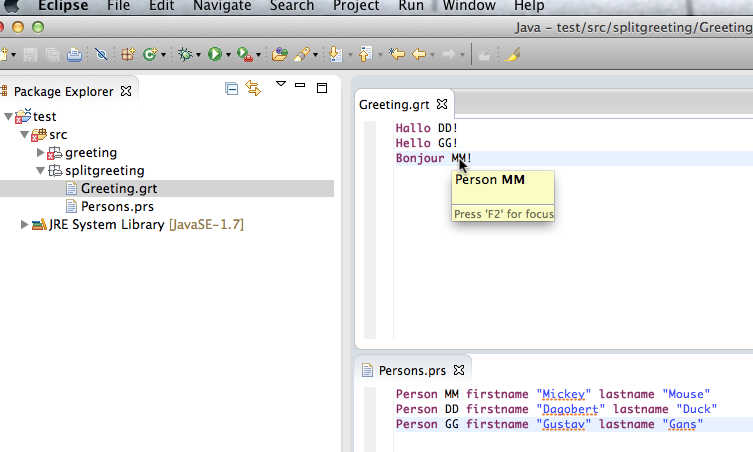 Eclipse File Edit Navigate Search Project Run Window Help
Java – test/src/splitgreeting/Greeting
Package Explorer
test
src
greeting
splitgreeting
Greeting.grt
Persons.prs
JRE System Library [JavaSE-1.7]
Greeting.grt
Hallo DD!
Hello GG!
Bonjour MM!
Person MM
Press 'F2' for focus
Persons.prs
Person MM firstname "Mickey" lastname "Mouse"
Person DD firstname "Dagobert" lastname "Duck"
Person GG firstname "Gustav" lastname "Gans"